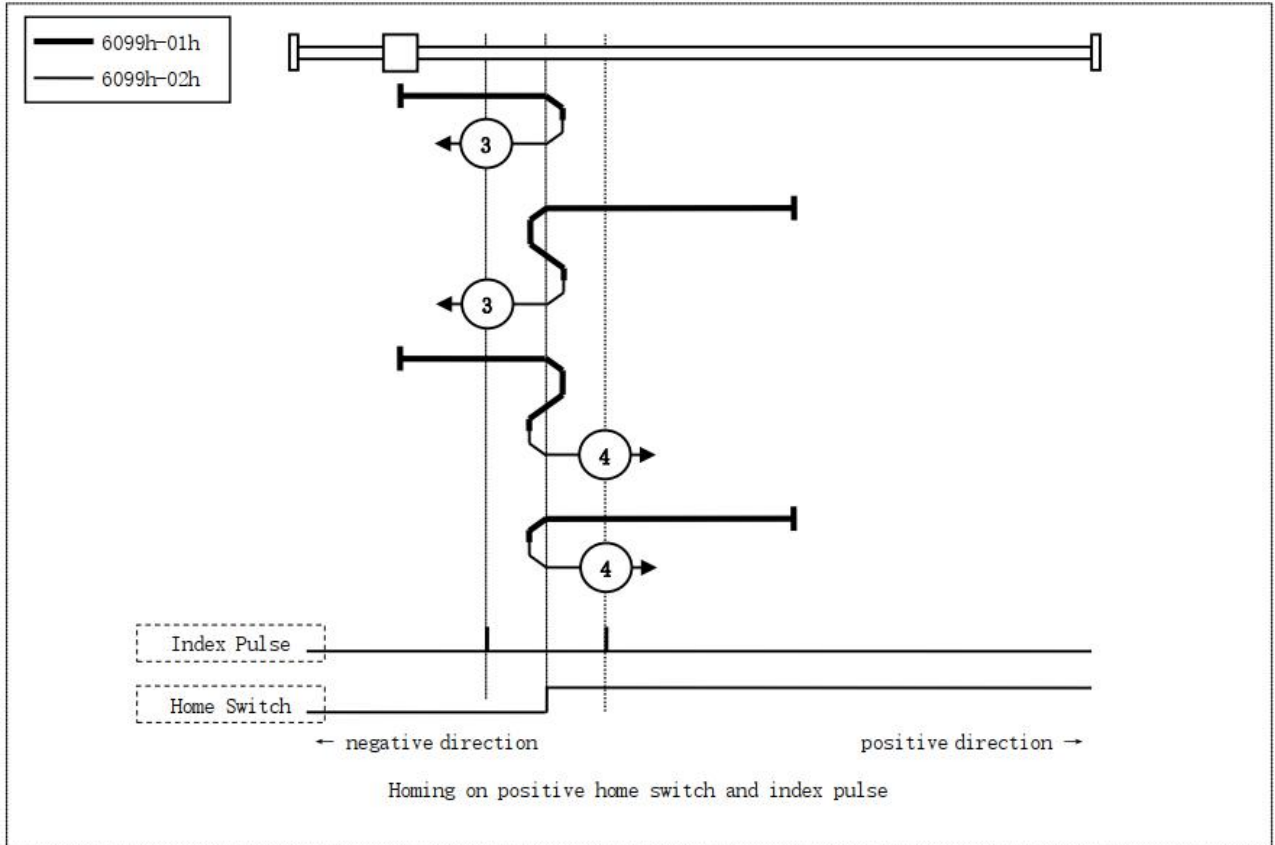 6099h-01h
6099h-02h
3
3
4
4
Index Pulse
Home Switch
← negative direction
positive direction →
Homing on positive home switch and index pulse